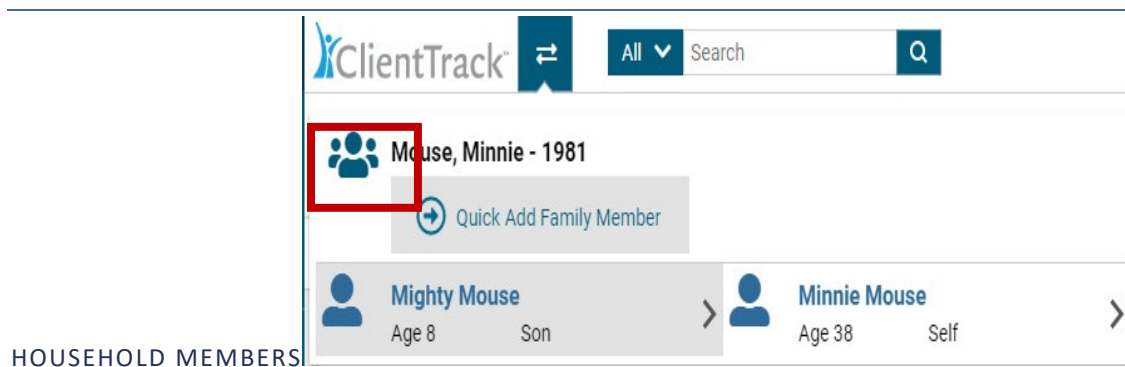 ClientTrack™
All Search
Mouse, Minnie - 1981
Quick Add Family Member
Mighty Mouse Minnie Mouse
Age 8 Son Age 38 Self
HOUSEHOLD MEMBERS